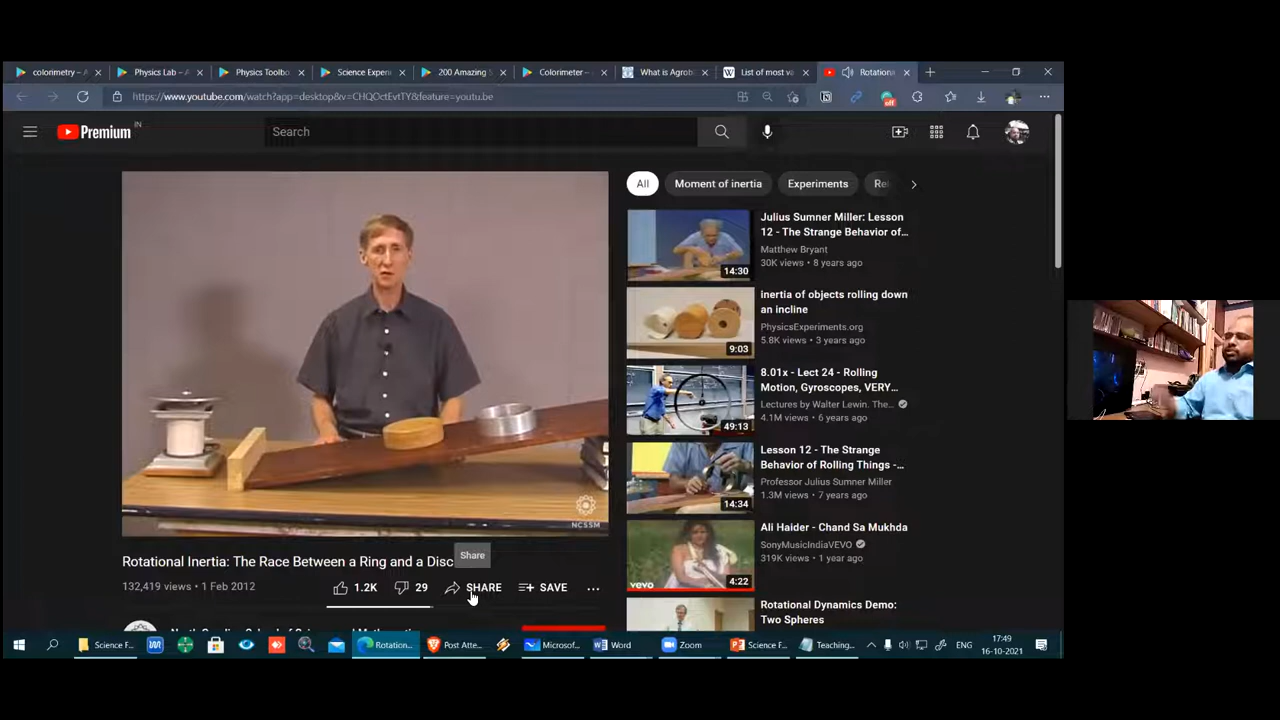 colorimetry – A
Physics Lab – A
Physics Toolbo
Science Experi
200 Amazing S
Colorimeter –
What is Agrob
List of most va
Rotationa
https://www.youtube.com/watch?app=desktop&v=CHQOctEvtTY&feature=youtu.be
off
Premium IN
Search
All
Moment of inertia
Experiments
Re
Julius Sumner Miller: Lesson
12 - The Strange Behavior of...
Matthew Bryant
30K views • 8 years ago
14:30
inertia of objects rolling down
an incline
PhysicsExperiments.org
5.8K views • 3 years ago
9:03
8.01x - Lect 24 - Rolling
Motion, Gyroscopes, VERY...
Lectures by Walter Lewin. The...
4.1M views • 6 years ago
49:13
Lesson 12 - The Strange
Behavior of Rolling Things -...
Professor Julius Sumner Miller
1.3M views • 7 years ago
14:34
Ali Haider - Chand Sa Mukhda
SonyMusicIndiaVEVO
319K views • 1 year ago
vevo
4:22
Rotational Dynamics Demo:
Two Spheres
NCSSM
Rotational Inertia: The Race Between a Ring and a Disc
Share
132,419 views • 1 Feb 2012
1.2K
29
SHARE
SAVE
Science F...
Rotation...
Post Atte...
Microsof...
Word
Zoom
Science F...
Teaching...
ENG
17:49
16-10-2021